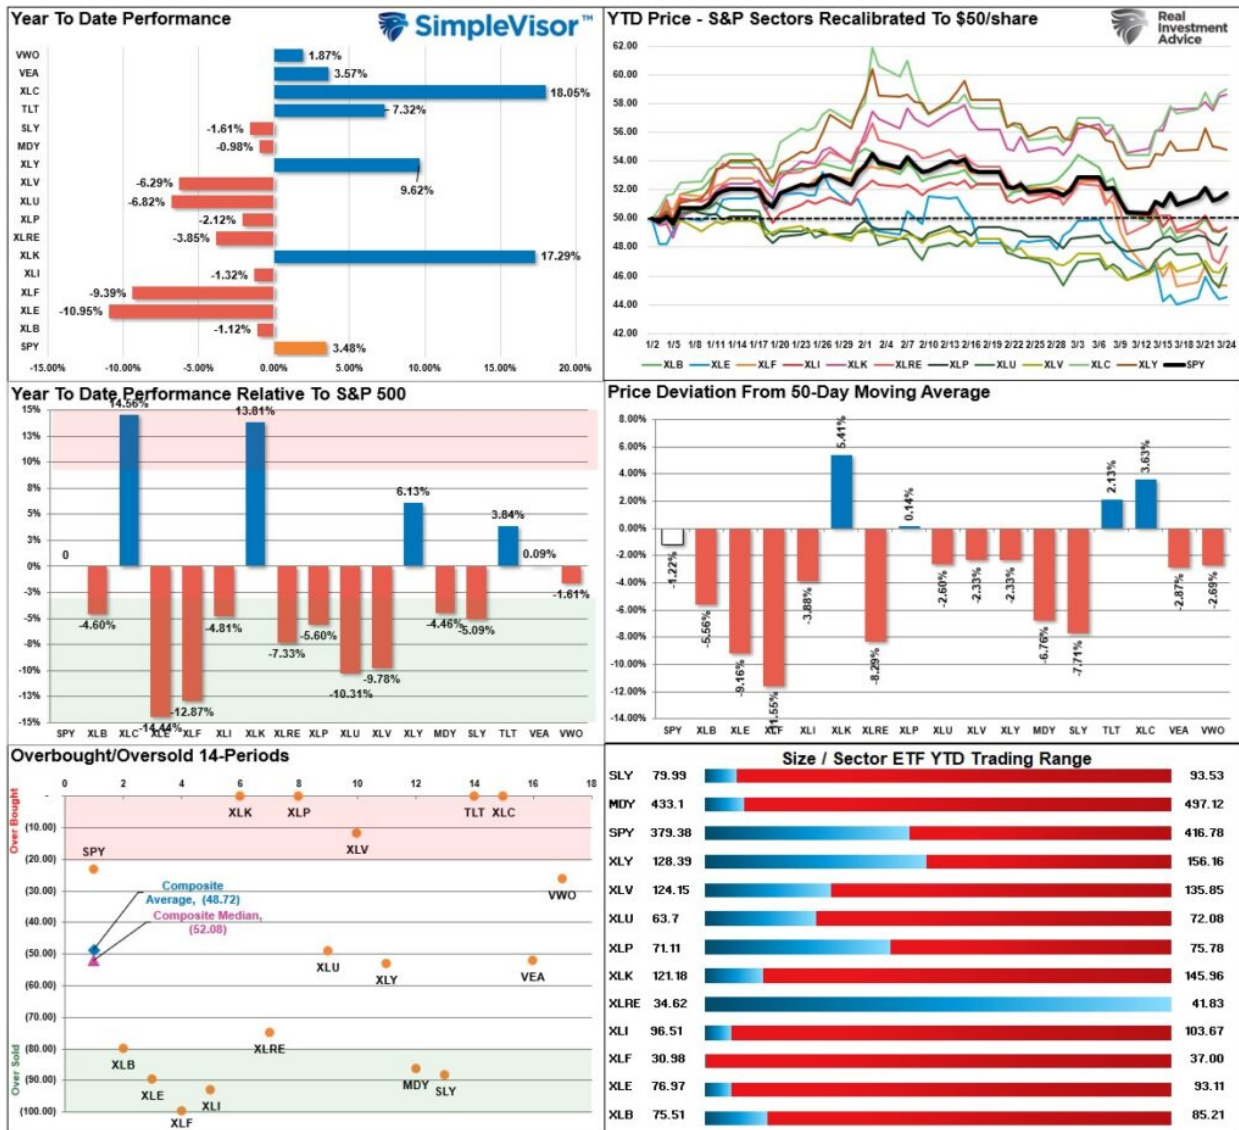 Year To Date Performance
SimpleVisor™
VWO 1.87%
VEA 3.57%
XLC 18.05%
TLT 7.32%
SLY -1.61%
MDY -0.98%
XLY 9.62%
XLV -6.29%
XLU -6.82%
XLP -2.12%
XLRE -3.85%
XLK 17.29%
XLI -1.32%
XLF -9.39%
XLE -10.95%
XLB -1.12%
SPY 3.48%
-15.00% -10.00% -5.00% 0.00% 5.00% 10.00% 15.00% 20.00%
YTD Price - S&P Sectors Recalibrated To $50/share
Real
Investment
Advice
62.00
60.00
58.00
56.00
54.00
52.00
50.00
48.00
46.00
44.00
42.00
1/2 1/5 1/8 1/11 1/14 1/17 1/20 1/23 1/26 1/29 2/1 2/4 2/7 2/10 2/13 2/16 2/19 2/22 2/25 2/28 3/3 3/6 3/9 3/12 3/15 3/18 3/21 3/24
XLB XLE XLF XLI XLK XLRE XLP XLU XLV XLC XLY SPY
Year To Date Performance Relative To S&P 500
15%
13%
10%
8%
5%
3%
0%
-3%
-5%
-8%
-10%
-13%
-15%
0 -4.60% 14.56% -14.44% -12.87% -4.81% 13.81% -7.33% -5.60% -10.31% -9.78% 6.13% -4.46% -5.09% 3.84% 0.09% -1.61%
SPY XLB XLC XLE XLF XLI XLK XLRE XLP XLU XLV XLY MDY SLY TLT VEA VWO
Price Deviation From 50-Day Moving Average
8.00%
6.00%
4.00%
2.00%
0.00%
-2.00%
-4.00%
-6.00%
-8.00%
-10.00%
-12.00%
-14.00%
-1.22% -5.56% -9.16% -11.55% -3.88% 5.41% -8.29% 0.14% -2.60% -2.33% -2.33% -6.76% -7.71% 2.13% 3.63% -2.87% -2.69%
SPY XLB XLE XLF XLI XLK XLRE XLP XLU XLV XLY MDY SLY TLT XLC VEA VWO
Overbought/Oversold 14-Periods
0 2 4 6 8 10 12 14 16 18
Over Bought
Over Sold
-
(10.00)
(20.00)
(30.00)
(40.00)
(50.00)
(60.00)
(70.00)
(80.00)
(90.00)
(100.00)
XLK XLP TLT XLC
XLV
SPY
VWO
Composite
Average, (48.72)
Composite Median,
(52.08)
XLU XLY VEA
XLRE
XLB
XLE
XLI
XLF
MDY SLY
Size / Sector ETF YTD Trading Range
SLY 79.99 93.53
MDY 433.1 497.12
SPY 379.38 416.78
XLY 128.39 156.16
XLV 124.15 135.85
XLU 63.7 72.08
XLP 71.11 75.78
XLK 121.18 145.96
XLRE 34.62 41.83
XLI 96.51 103.67
XLF 30.98 37.00
XLE 76.97 93.11
XLB 75.51 85.21